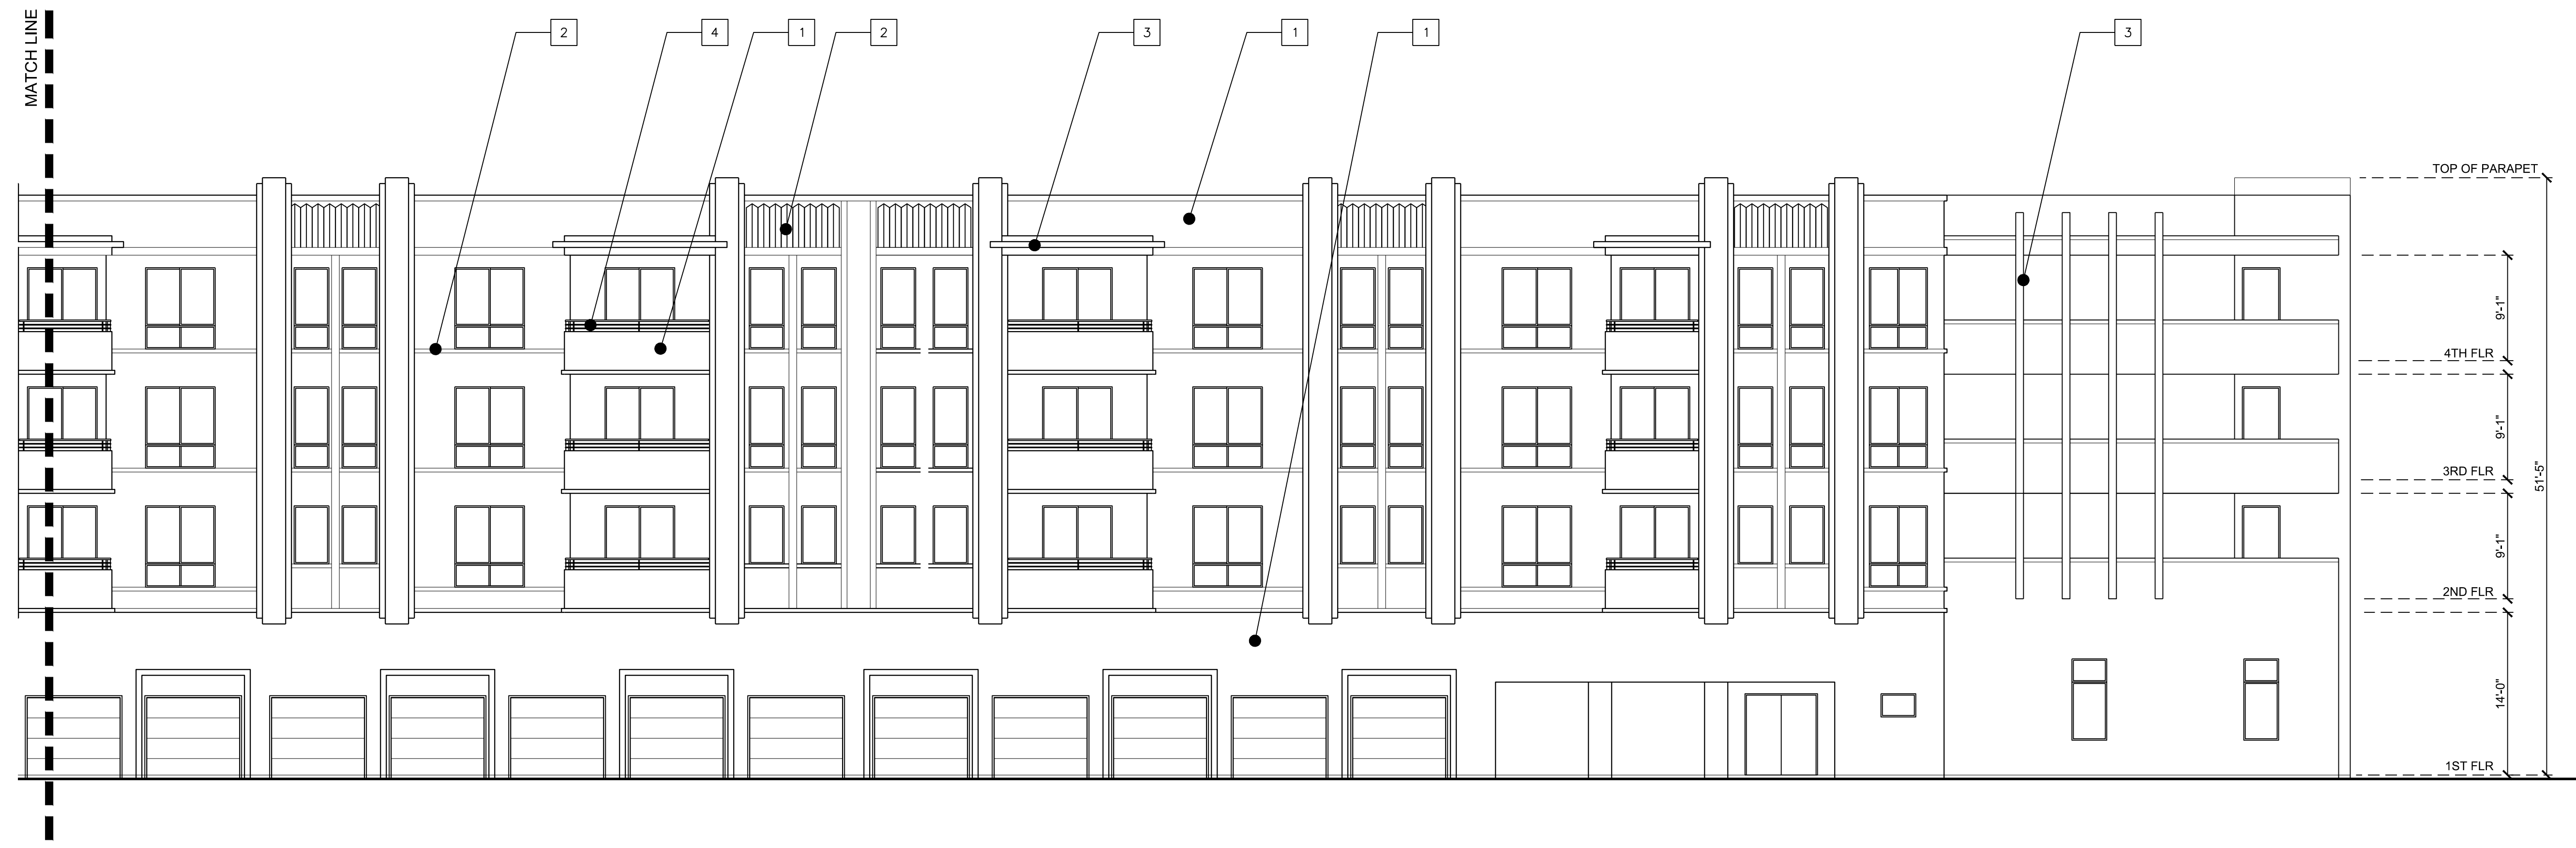 MATCH LINE
2
4
1
2
3
1
1
3
TOP OF PARAPET
9'-1"
4TH FLR
9'-1"
3RD FLR
51'-5"
9'-1"
2ND FLR
14'-0"
1ST FLR